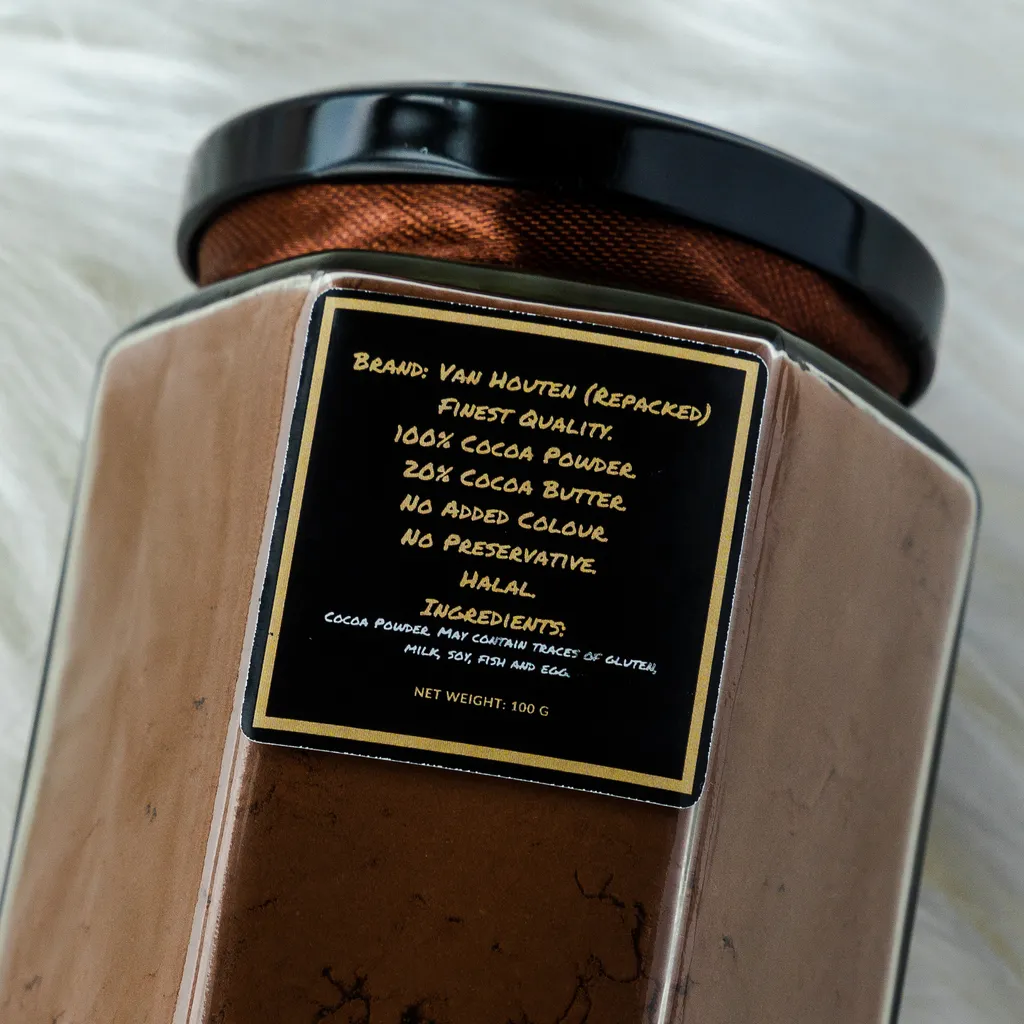 Brand: Van Houten (Repacked)
Finest Quality.
100% Cocoa Powder.
20% Cocoa Butter.
No Added Colour.
No Preservative.
Halal.
Ingredients:
Cocoa Powder. May contain traces of gluten,
milk, soy, fish and egg.
NET WEIGHT: 100 G